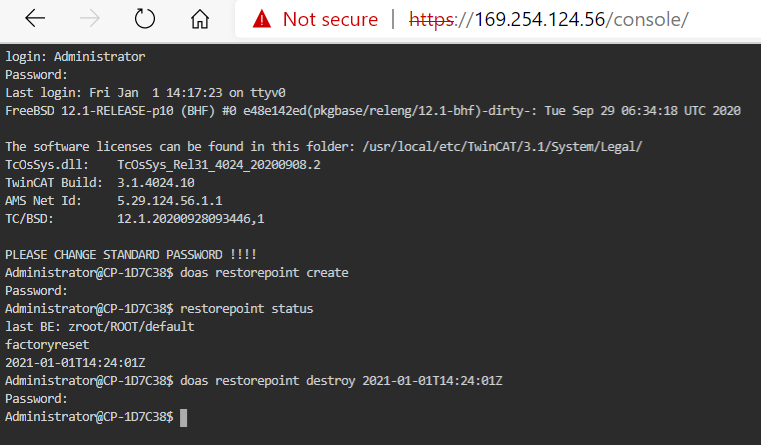 Not secure | https://169.254.124.56/console/
login: Administrator
Password:
Last login: Fri Jan  1 14:17:23 on ttyv0
FreeBSD 12.1-RELEASE-p10 (BHF) #0 e48e142ed(pkgbase/releng/12.1-bhf)-dirty-: Tue Sep 29 06:34:18 UTC 2020
The software licenses can be found in this folder: /usr/local/etc/TwinCAT/3.1/System/Legal/
TcOsSys.dll:    TcOsSys_Rel31_4024_20200908.2
TwinCAT Build:  3.1.4024.10
AMS Net Id:     5.29.124.56.1.1
TC/BSD:         12.1.20200928093446,1
PLEASE CHANGE STANDARD PASSWORD !!!!
Administrator@CP-1D7C38$ doas restorepoint create
Password:
Administrator@CP-1D7C38$ restorepoint status
last BE: zroot/ROOT/default
factoryreset
2021-01-01T14:24:01Z
Administrator@CP-1D7C38$ doas restorepoint destroy 2021-01-01T14:24:01Z
Password:
Administrator@CP-1D7C38$